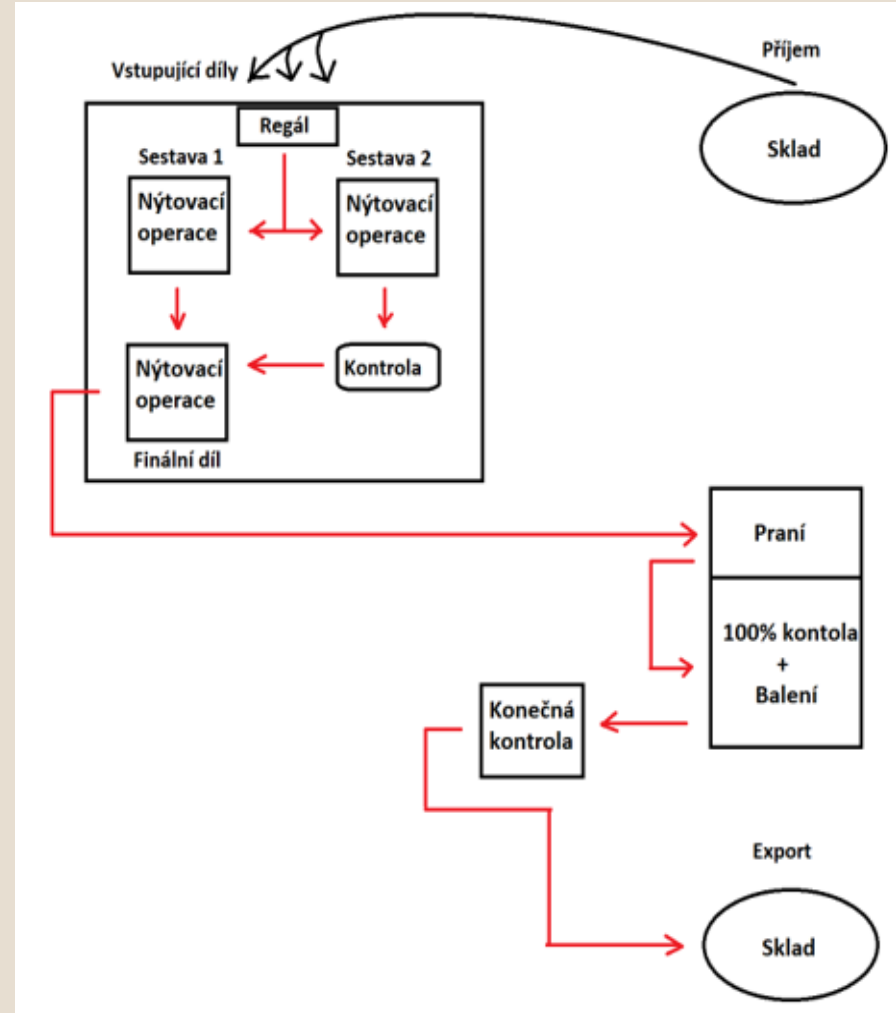 Příjem
Sklad
Vstupující díly
Regál
Sestava 1
Sestava 2
Nýtovací
operace
Nýtovací
operace
Nýtovací
operace
Kontrola
Finální díl
Praní
100% kontola
+
Balení
Konečná
kontrola
Export
Sklad